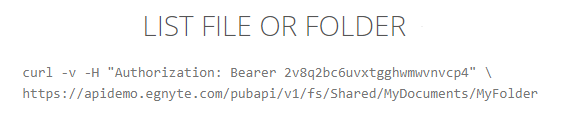 LIST FILE OR FOLDER
curl -v -H "Authorization: Bearer 2v8q2bc6uvxtgghwmwvnvcp4" \
https://apidemo.egnyte.com/pubapi/v1/fs/Shared/MyDocuments/MyFolder